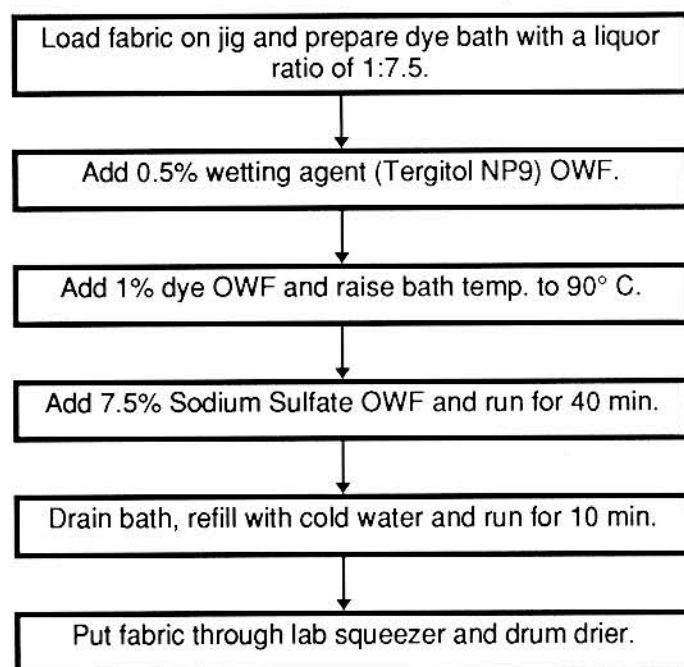 Load fabric on jig and prepare dye bath with a liquor
ratio of 1:7.5.
Add 0.5% wetting agent (Tergitol NP9) OWF.
Add 1% dye OWF and raise bath temp. to 90° C.
Add 7.5% Sodium Sulfate OWF and run for 40 min.
Drain bath, refill with cold water and run for 10 min.
Put fabric through lab squeezer and drum drier.